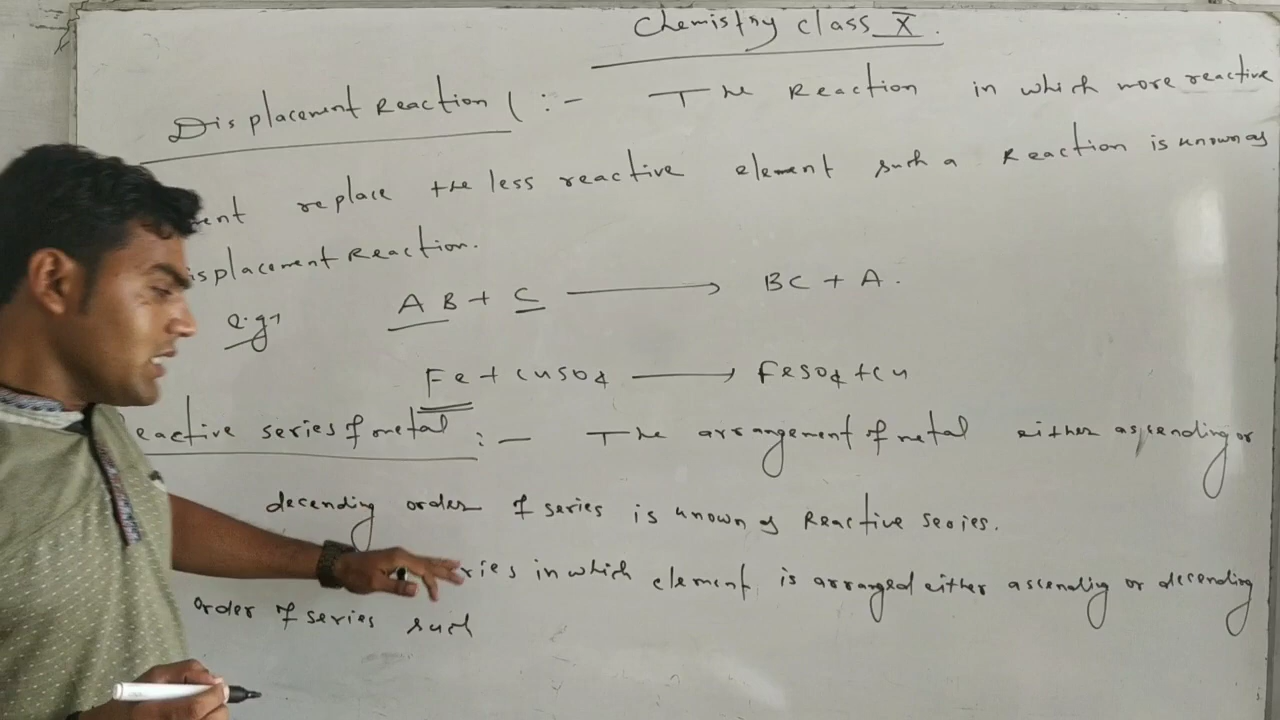 Chemistry class X.
Displacement Reaction ( :- The Reaction in which more reactive
ent replace the less reactive element such a Reaction is known as
isplacement Reaction.
e.g, AB + C → BC + A.
Fe + CuSO4 → FeSO4 + Cu
eactive series of metal :- The arrangement of metal either assending or
decending order of series is known as Reactive series.
ries in which element is arranged either ascending or decending
order of series such